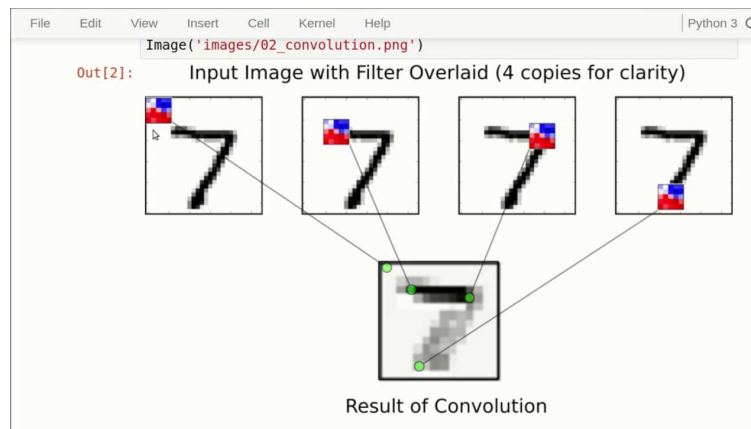 File Edit View Insert Cell Kernel Help Python 3
Image('images/02_convolution.png')
Out[2]: Input Image with Filter Overlaid (4 copies for clarity)
Result of Convolution